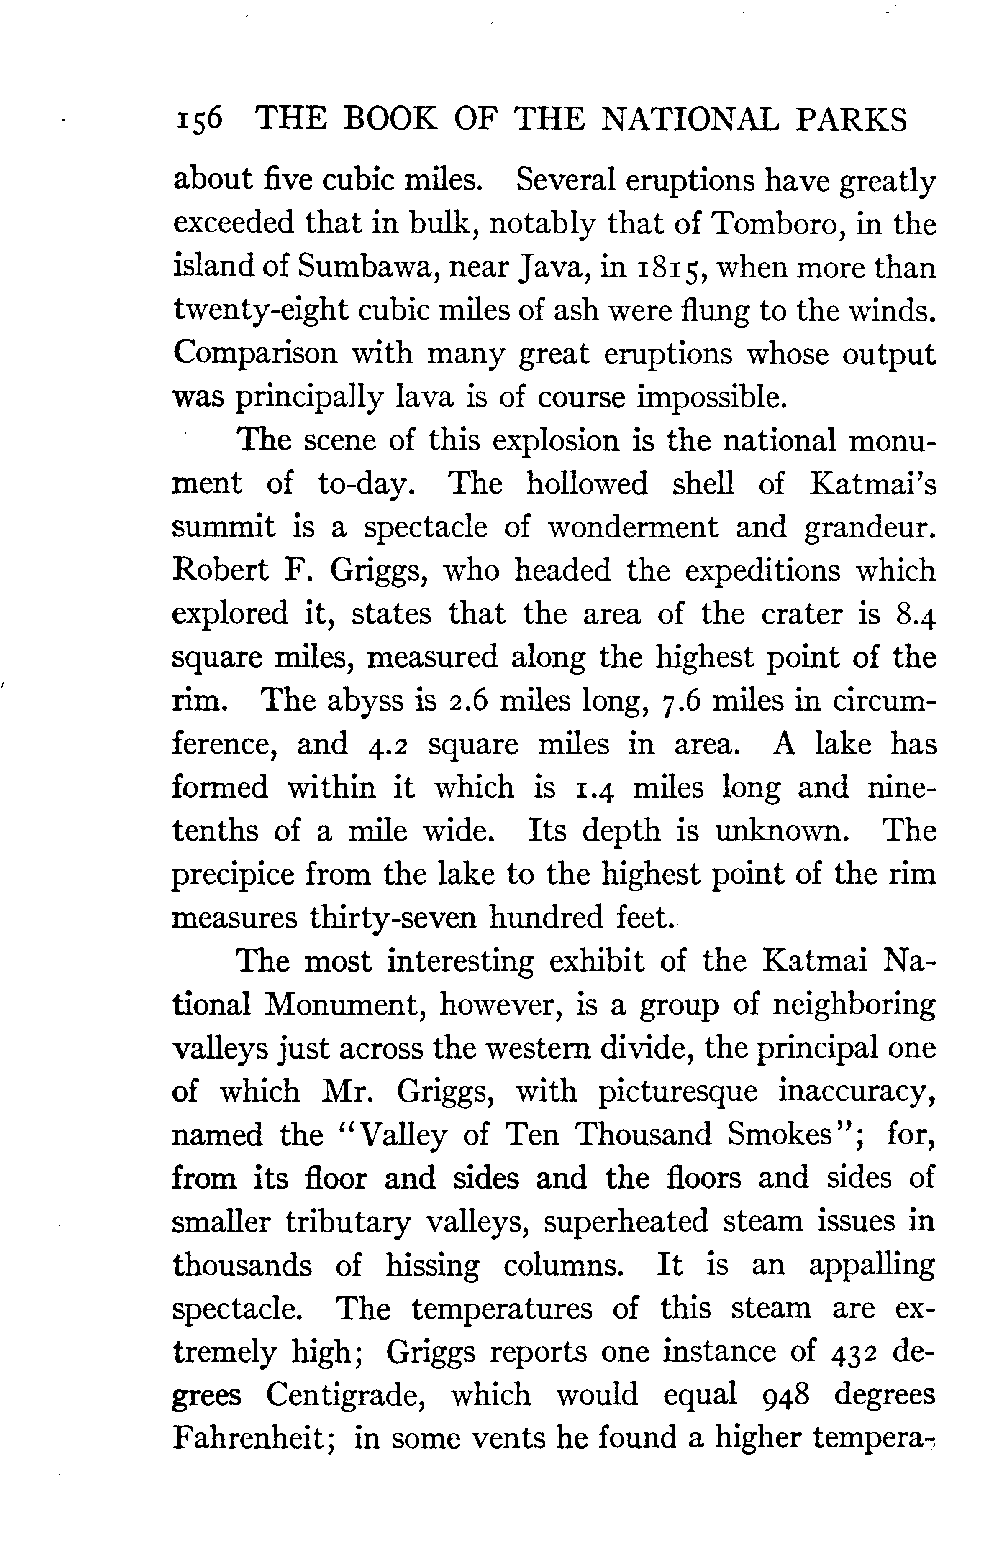 156 THE BOOK OF THE NATIONAL PARKS
about five cubic miles. Several eruptions have greatly
exceeded that in bulk, notably that of Tomboro, in the
island of Sumbawa, near Java, in 1815, when more than
twenty-eight cubic miles of ash were flung to the winds.
Comparison with many great eruptions whose output
was principally lava is of course impossible.
The scene of this explosion is the national monu-
ment of to-day. The hollowed shell of Katmai's
summit is a spectacle of wonderment and grandeur.
Robert F. Griggs, who headed the expeditions which
explored it, states that the area of the crater is 8.4
square miles, measured along the highest point of the
rim. The abyss is 2.6 miles long, 7.6 miles in circum-
ference, and 4.2 square miles in area. A lake has
formed within it which is 1.4 miles long and nine-
tenths of a mile wide. Its depth is unknown. The
precipice from the lake to the highest point of the rim
measures thirty-seven hundred feet.
The most interesting exhibit of the Katmai Na-
tional Monument, however, is a group of neighboring
valleys just across the western divide, the principal one
of which Mr. Griggs, with picturesque inaccuracy,
named the "Valley of Ten Thousand Smokes"; for,
from its floor and sides and the floors and sides of
smaller tributary valleys, superheated steam issues in
thousands of hissing columns. It is an appalling
spectacle. The temperatures of this steam are ex-
tremely high; Griggs reports one instance of 432 de-
grees Centigrade, which would equal 948 degrees
Fahrenheit; in some vents he found a higher tempera-